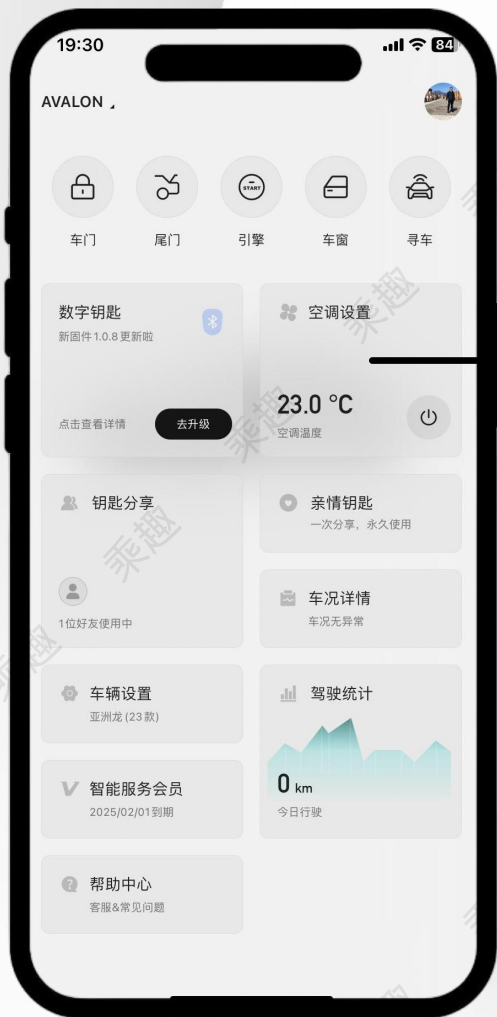 19:30
84
AVALON
START
车门
尾门
引擎
车窗
寻车
数字钥匙
新固件1.0.8更新啦
点击查看详情
去升级
空调设置
23.0 °C
空调温度
钥匙分享
1位好友使用中
亲情钥匙
一次分享，永久使用
车况详情
车况无异常
车辆设置
亚洲龙(23款)
驾驶统计
0 km
今日行驶
智能服务会员
2025/02/01到期
帮助中心
客服&常见问题
乘趣
乘趣
乘趣